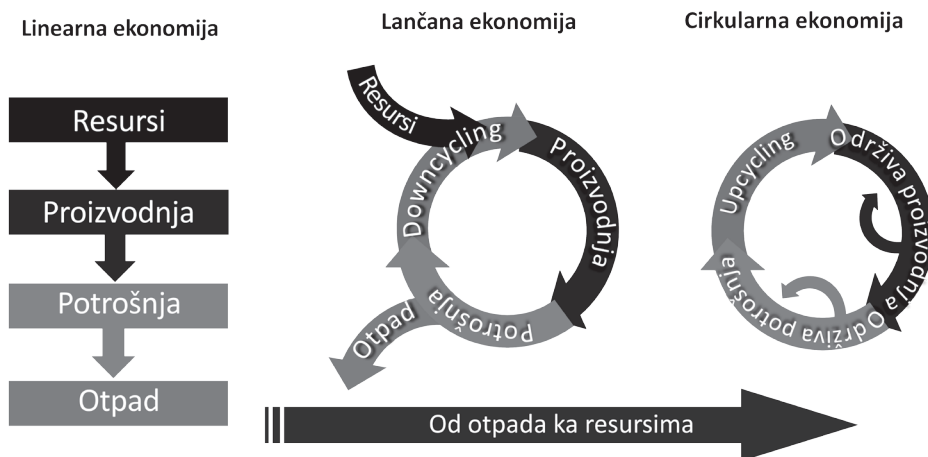 Linearna ekonomija
Resursi
Proizvodnja
Potrošnja
Otpad
Lančana ekonomija
Resursi
Downcycling
Proizvodnja
Potrošnja
Otpad
Cirkularna ekonomija
Upcycling
Održiva proizvodnja
Održiva potrošnja
Od otpada ka resursima